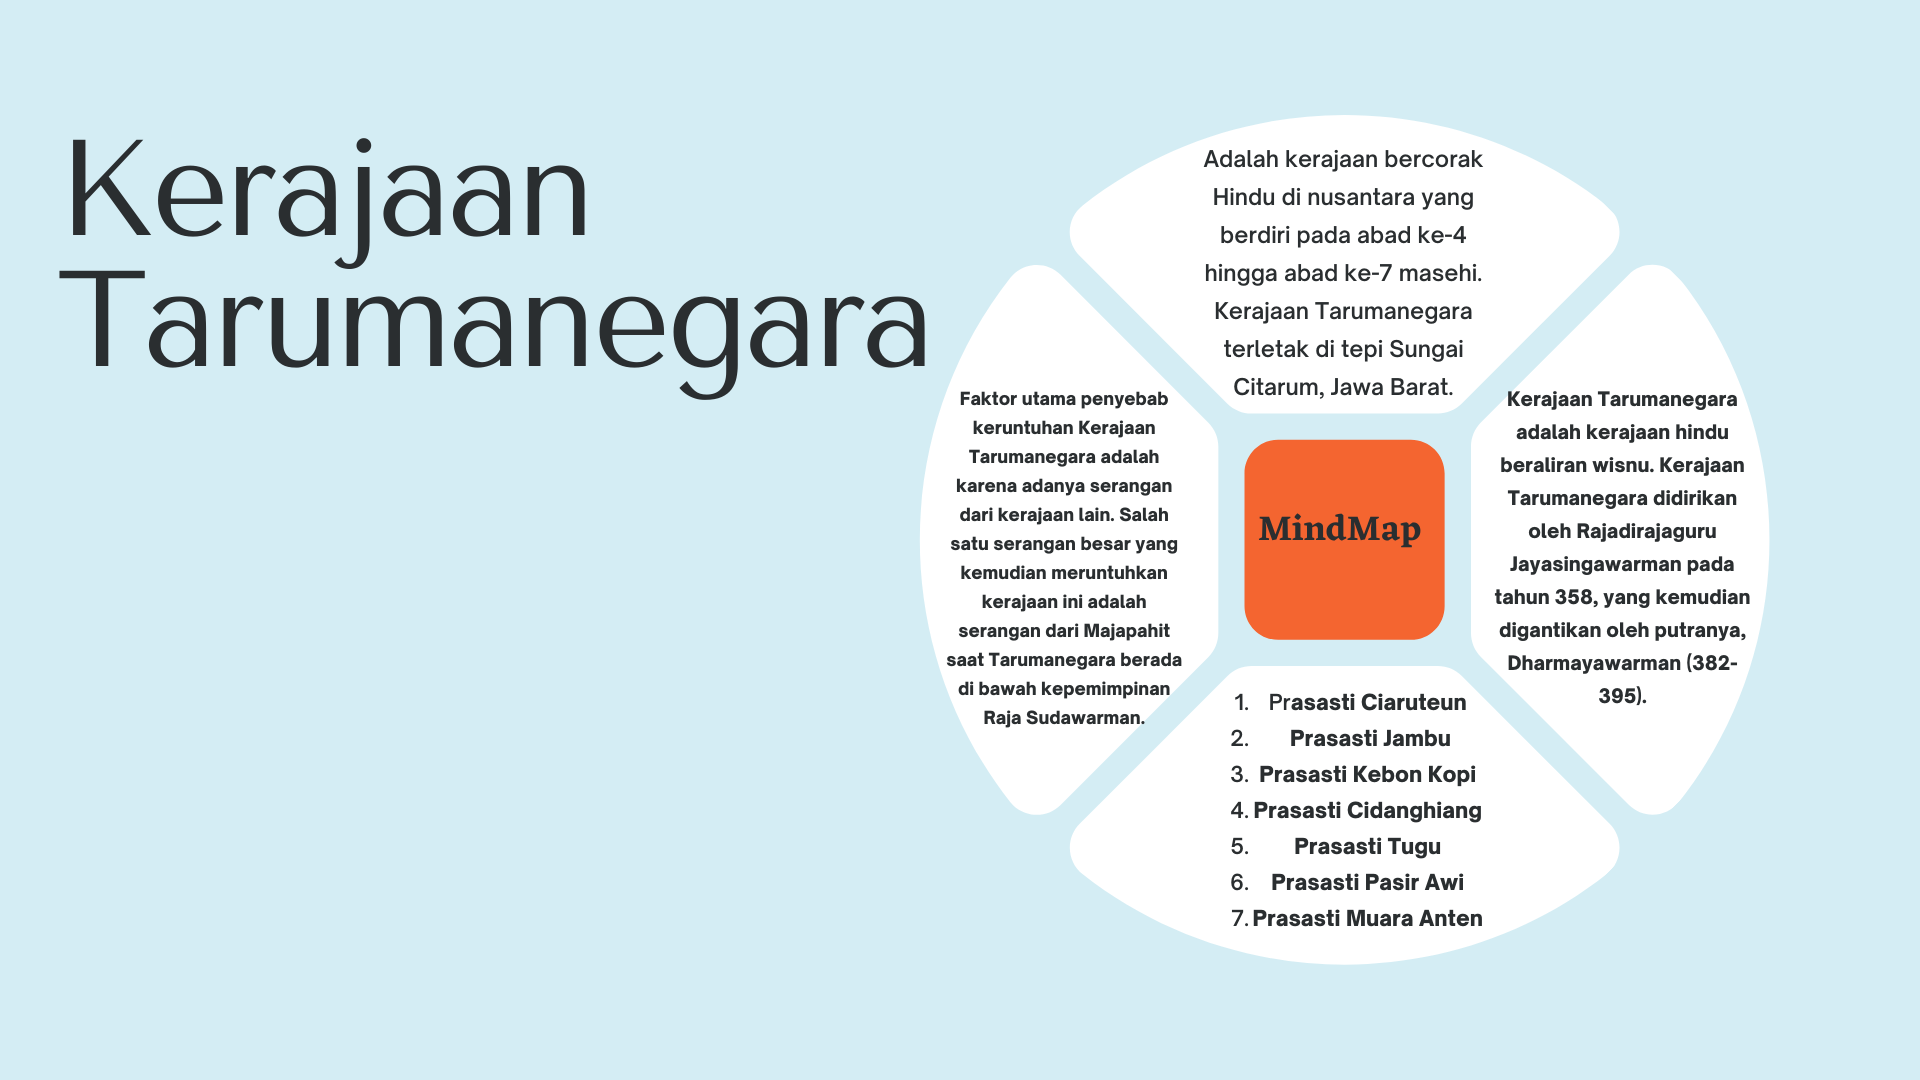 Kerajaan
Tarumanegara
Adalah kerajaan bercorak
Hindu di nusantara yang
berdiri pada abad ke-4
hingga abad ke-7 masehi.
Kerajaan Tarumanegara
terletak di tepi Sungai
Citarum, Jawa Barat.
Faktor utama penyebab
keruntuhan Kerajaan
Tarumanegara adalah
karena adanya serangan
dari kerajaan lain. Salah
satu serangan besar yang
kemudian meruntuhkan
kerajaan ini adalah
serangan dari Majapahit
saat Tarumanegara berada
di bawah kepemimpinan
Raja Sudawarman.
MindMap
Kerajaan Tarumanegara
adalah kerajaan hindu
beraliran wisnu. Kerajaan
Tarumanegara didirikan
oleh Rajadirajaguru
Jayasingawarman pada
tahun 358, yang kemudian
digantikan oleh putranya,
Dharmayawarman (382-
395).
1. Prasasti Ciaruteun
2. Prasasti Jambu
3. Prasasti Kebon Kopi
4. Prasasti Cidanghiang
5. Prasasti Tugu
6. Prasasti Pasir Awi
7. Prasasti Muara Anten